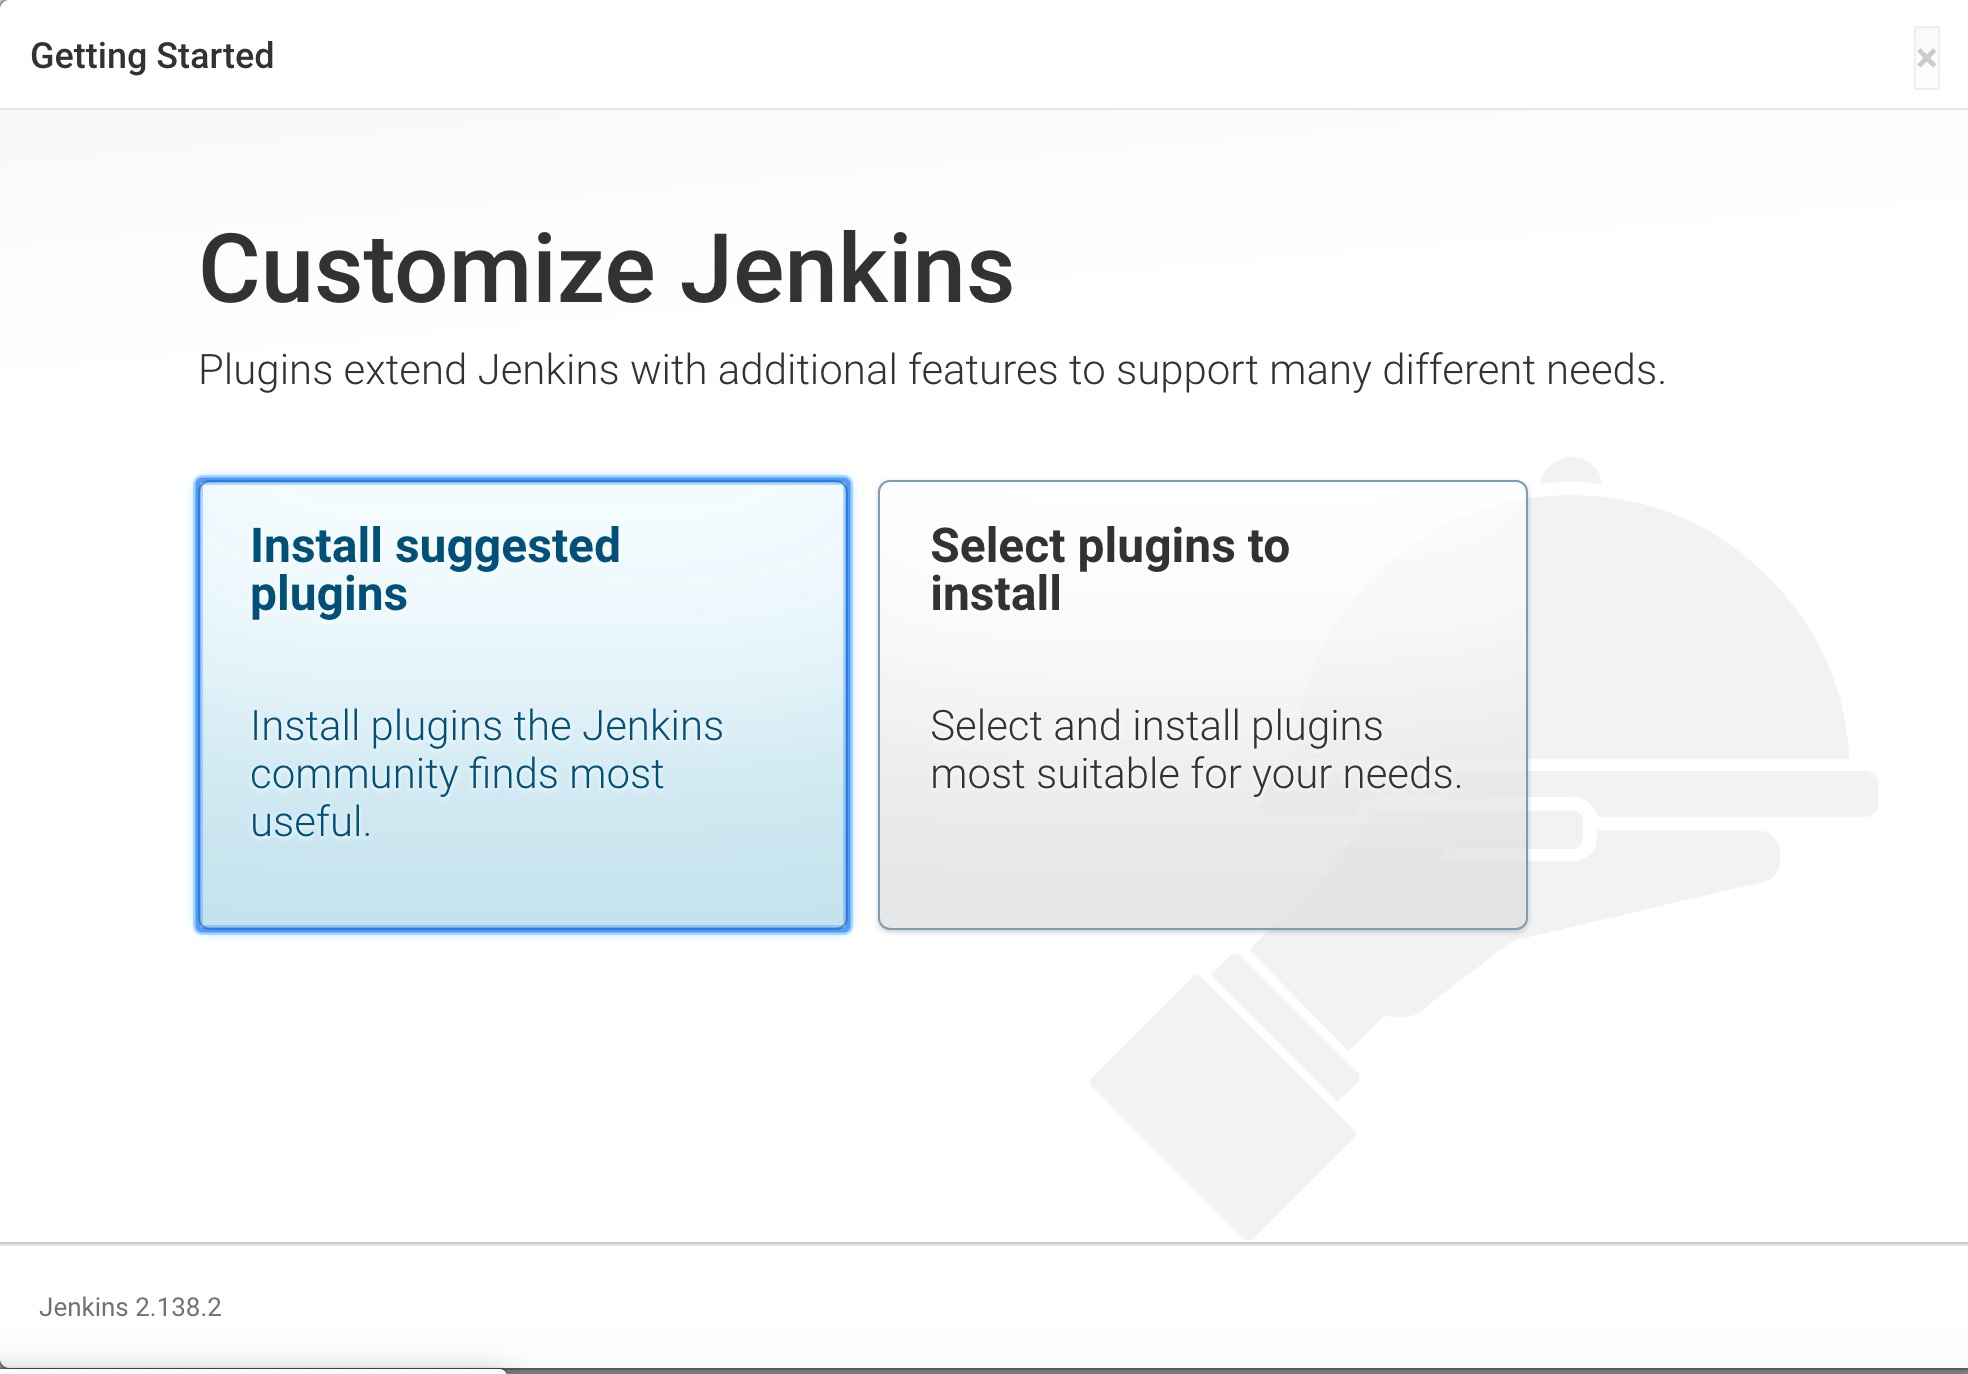 Getting Started
×
Customize Jenkins
Plugins extend Jenkins with additional features to support many different needs.
Install suggested
plugins
Install plugins the Jenkins
community finds most
useful.
Select plugins to
install
Select and install plugins
most suitable for your needs.
Jenkins 2.138.2